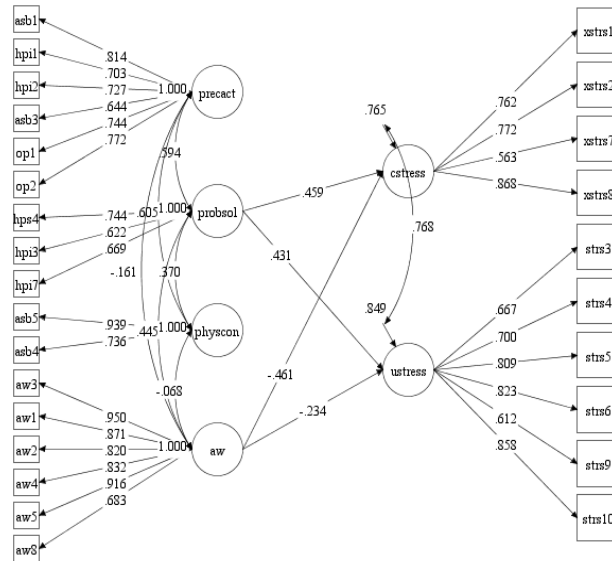 asb1
hpi1
hpi2
asb3
op1
op2
hps4
hpi3
hpi7
asb5
asb4
aw3
aw1
aw2
aw4
aw5
aw8
.814
.703
.727
.644
.744
.772
.744
.622
.669
.939
.736
.950
.871
.820
.832
.916
.683
1.000
1.000
1.000
1.000
.594
.605
-.161
.370
.445
-.068
precact
probsol
physcon
aw
.459
.431
-.461
-.234
.765
.768
.849
cstress
ustress
.762
.772
.563
.868
.667
.700
.809
.823
.612
.858
xstrs1
xstrs2
xstrs7
xstrs8
strs3
strs4
strs5
strs6
strs9
strs10